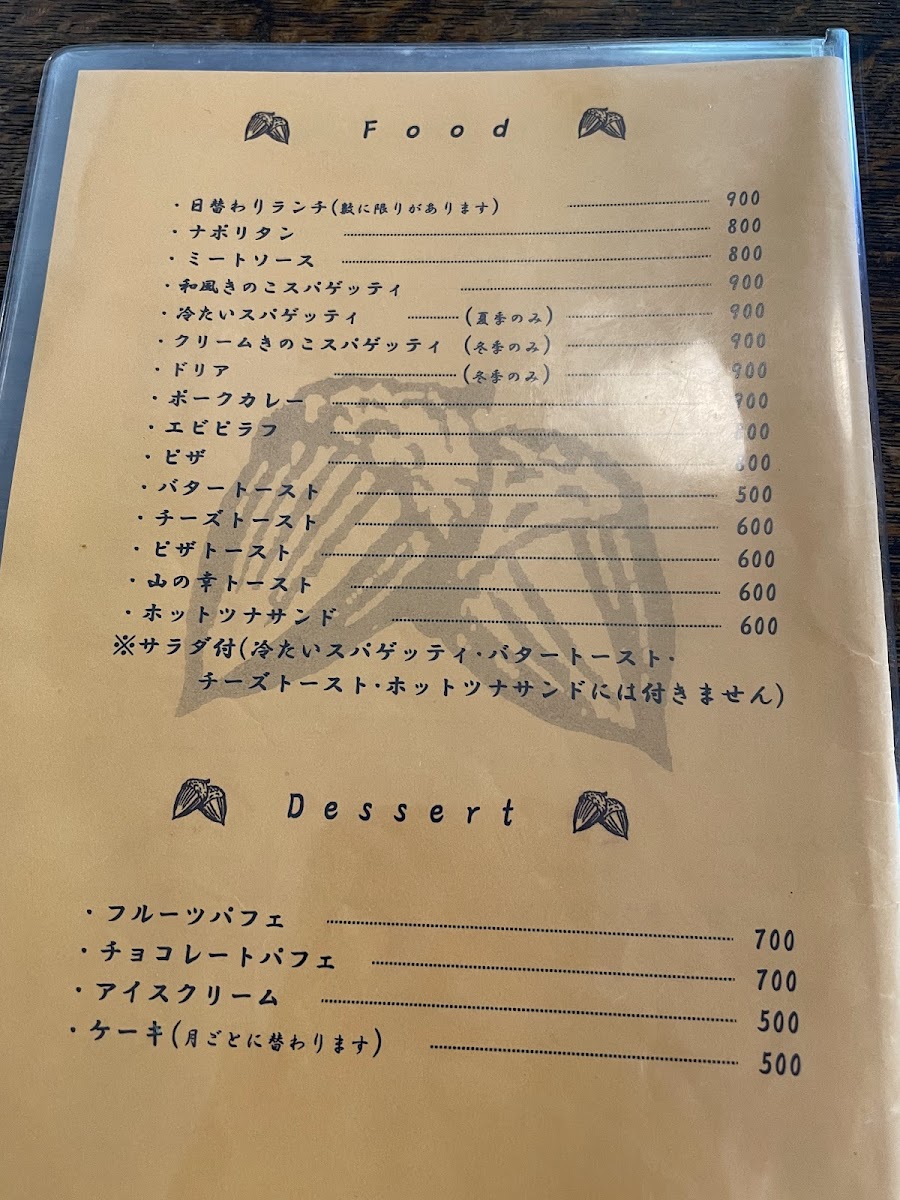 Food
・日替わりランチ(数に限りがあります) 900
・ナポリタン 800
・ミートソース 800
・和風きのこスパゲッティ 900
・冷たいスパゲッティ (夏季のみ) 900
・クリームきのこスパゲッティ (冬季のみ) 900
・ドリア (冬季のみ) 900
・ポークカレー 900
・エビピラフ 800
・ピザ 800
・バタートースト 500
・チーズトースト 600
・ピザトースト 600
・山の幸トースト 600
・ホットツナサンド 600
※サラダ付(冷たいスパゲッティ・バタートースト・
チーズトースト・ホットツナサンドには付きません)
Dessert
・フルーツパフェ 700
・チョコレートパフェ 700
・アイスクリーム 500
・ケーキ(月ごとに替わります) 500